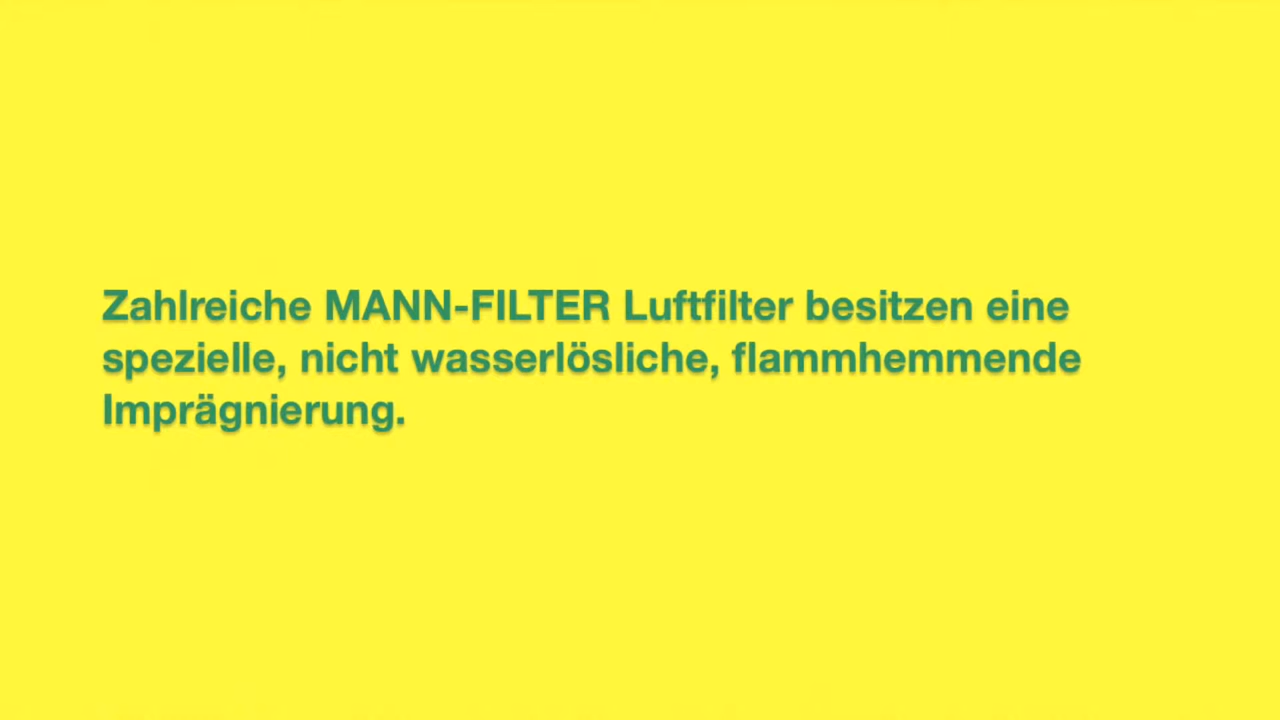 Zahlreiche MANN-FILTER Luftfilter besitzen eine
spezielle, nicht wasserlösliche, flammhemmende
Imprägnierung.